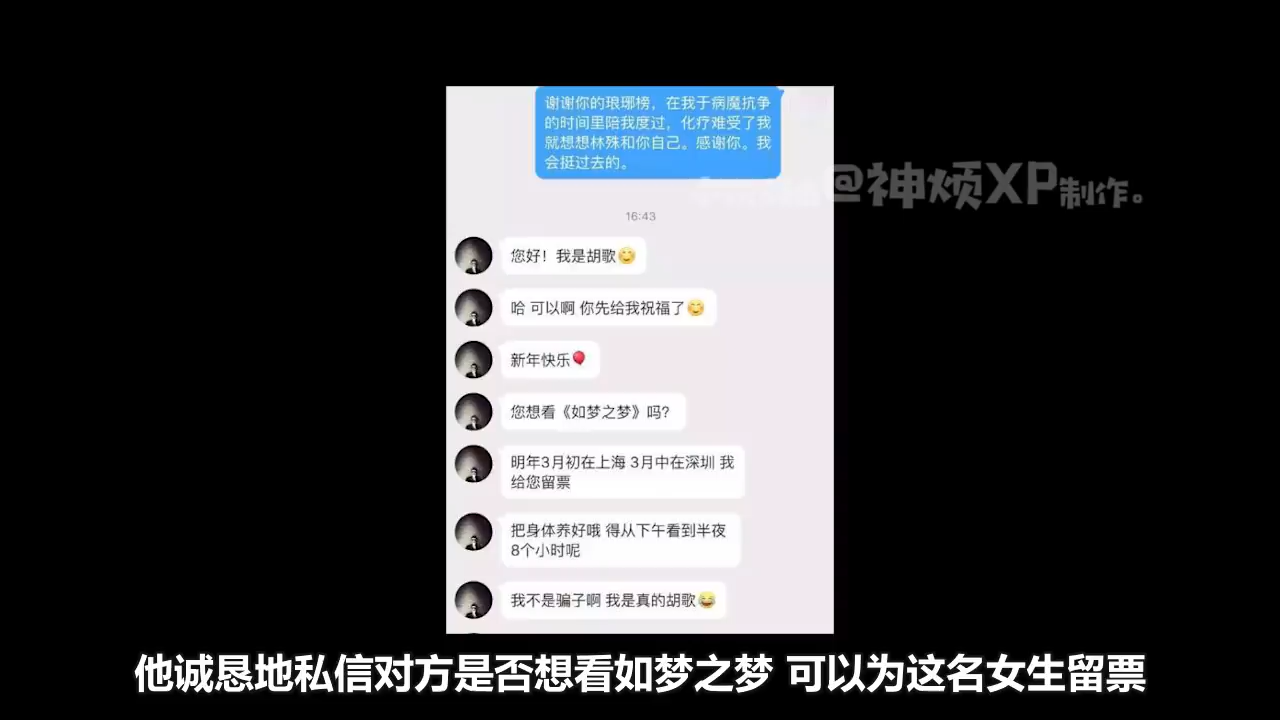 谢谢你的琅琊榜，在我于病魔抗争
的时间里陪我度过，化疗难受了我
就想想林殊和你自己。感谢你。我
会挺过去的。
@神烦XP制作。
16:43
您好！我是胡歌
哈 可以啊 你先给我祝福了
新年快乐
您想看《如梦之梦》吗？
明年3月初在上海 3月中在深圳 我
给您留票
把身体养好哦 得从下午看到半夜
8个小时呢
我不是骗子啊 我是真的胡歌
他诚恳地私信对方是否想看如梦之梦 可以为这名女生留票